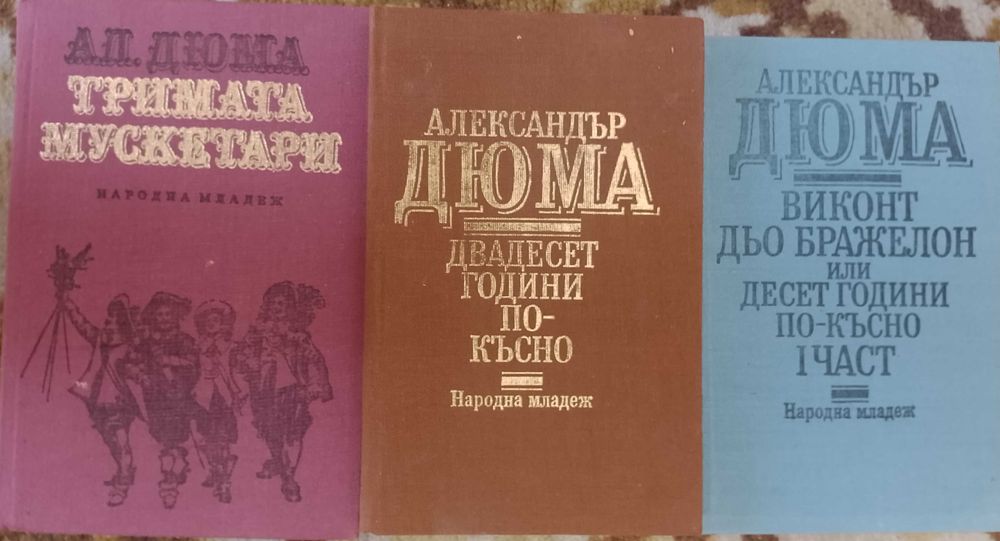 АЛ. ДЮМА
ТРИМАТА
МУСКЕТАРИ
НАРОДНА МЛАДЕЖ
АЛЕКСАНДЪР
ДЮМА
ДВАДЕСЕТ
ГОДИНИ
ПО-
КЪСНО
Народна младеж
АЛЕКСАНДЪР
ДЮМА
ВИКОНТ
ДЬО БРАЖЕЛОН
ИЛИ
ДЕСЕТ ГОДИНИ
ПО-КЪСНО
I ЧАСТ
Народна младеж